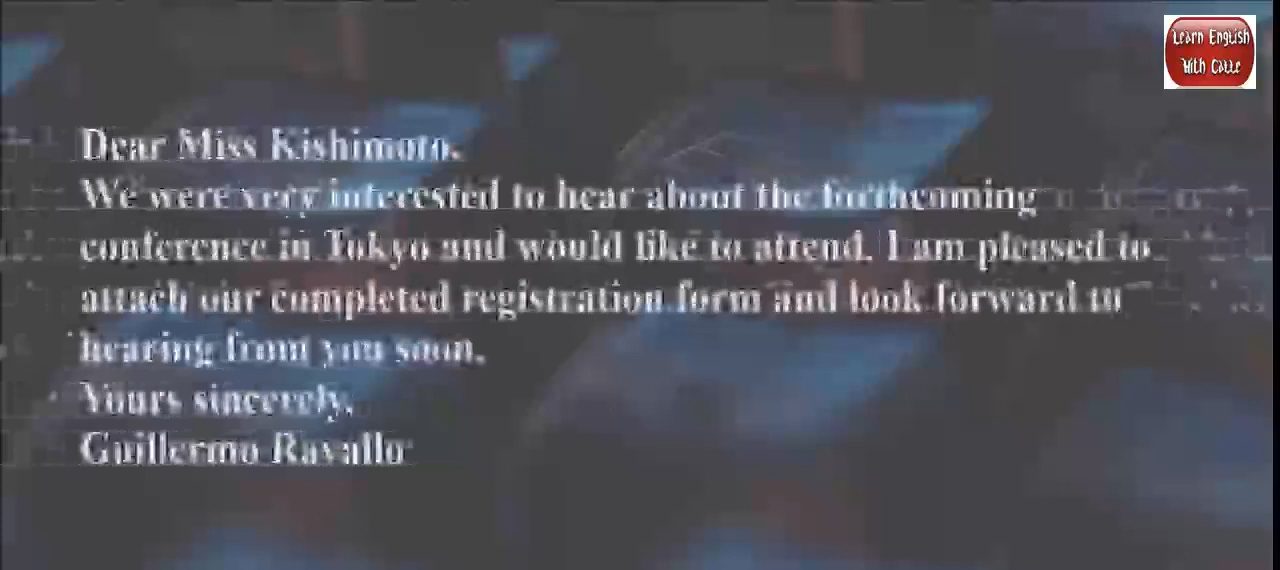 Learn English
With Catte
Dear Miss Kishimoto,
We were very interested to hear about the forthcoming
conference in Tokyo and would like to attend. I am pleased to
attach our completed registration form and look forward to
hearing from you soon.
Yours sincerely,
Guillermo Ravallo